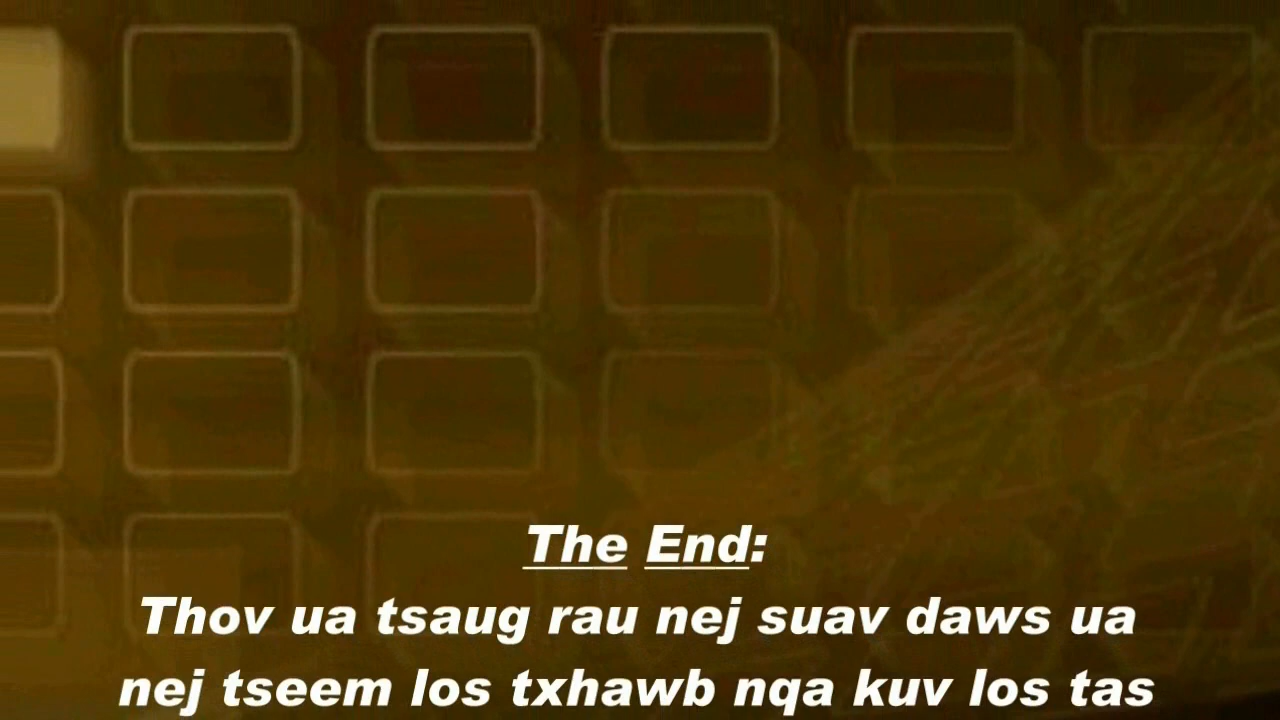 The End:
Thov ua tsaug rau nej suav daws ua
nej tseem los txhawb nqa kuv los tas